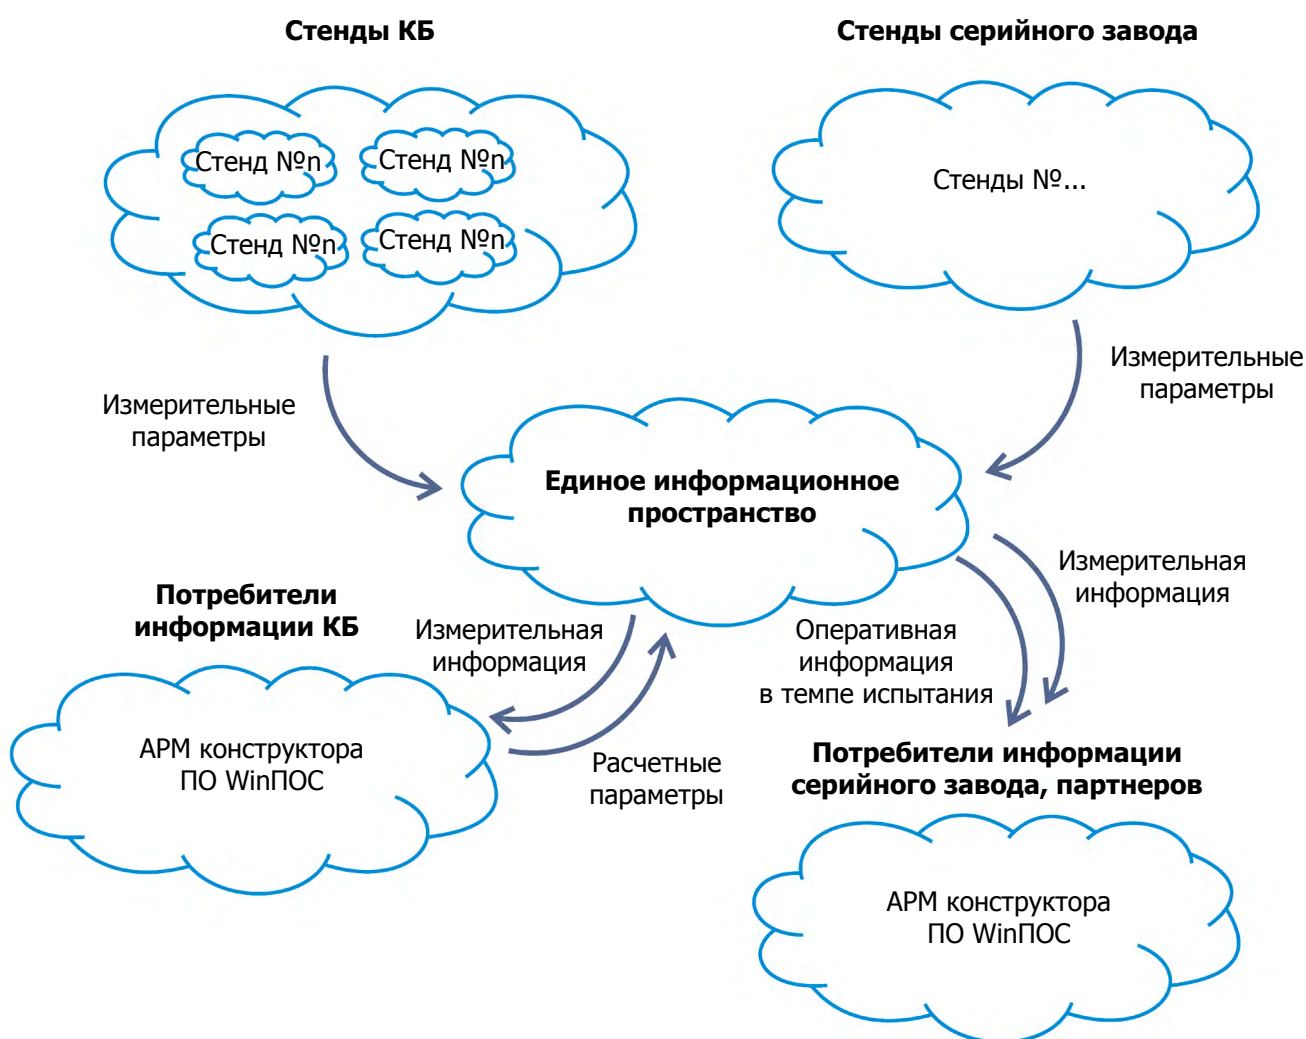 Стенды КБ
Стенды серийного завода
Стенд №n
Стенд №n
Стенд №n
Стенд №n
Стенды №...
Измерительные
параметры
Измерительные
параметры
Единое информационное
пространство
Потребители
информации КБ
Измерительная
информация
Оперативная
информация
в темпе испытания
Измерительная
информация
АРМ конструктора
ПО WinПОС
Расчетные
параметры
Потребители информации
серийного завода, партнеров
АРМ конструктора
ПО WinПОС